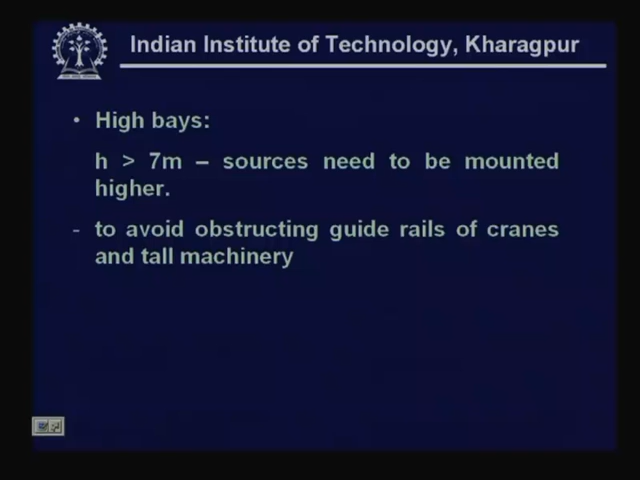 Indian Institute of Technology, Kharagpur
• High bays:
h > 7m – sources need to be mounted
higher.
- to avoid obstructing guide rails of cranes
and tall machinery